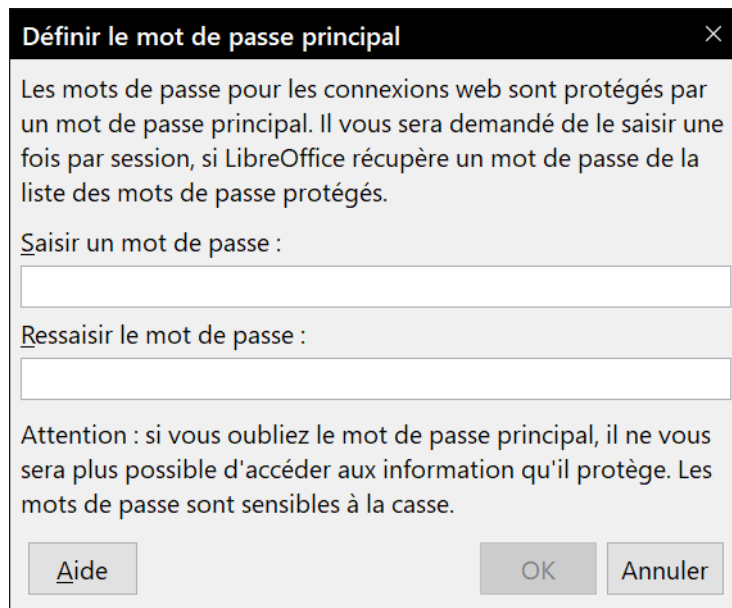 Définir le mot de passe principal
Les mots de passe pour les connexions web sont protégés par
un mot de passe principal. Il vous sera demandé de le saisir une
fois par session, si LibreOffice récupère un mot de passe de la
liste des mots de passe protégés.
Saisir un mot de passe :
Ressaisir le mot de passe :
Attention : si vous oubliez le mot de passe principal, il ne vous
sera plus possible d'accéder aux information qu'il protège. Les
mots de passe sont sensibles à la casse.
Aide OK Annuler